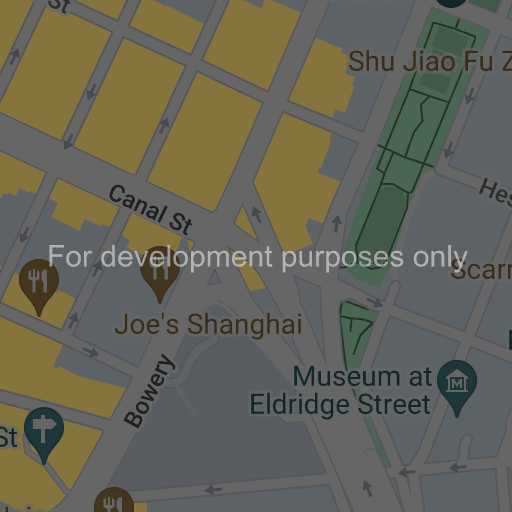 St
Shu Jiao Fu Z
Canal St
Hes
For development purposes only
Scarr
Joe's Shanghai
Bowery
Museum at
Eldridge Street
St